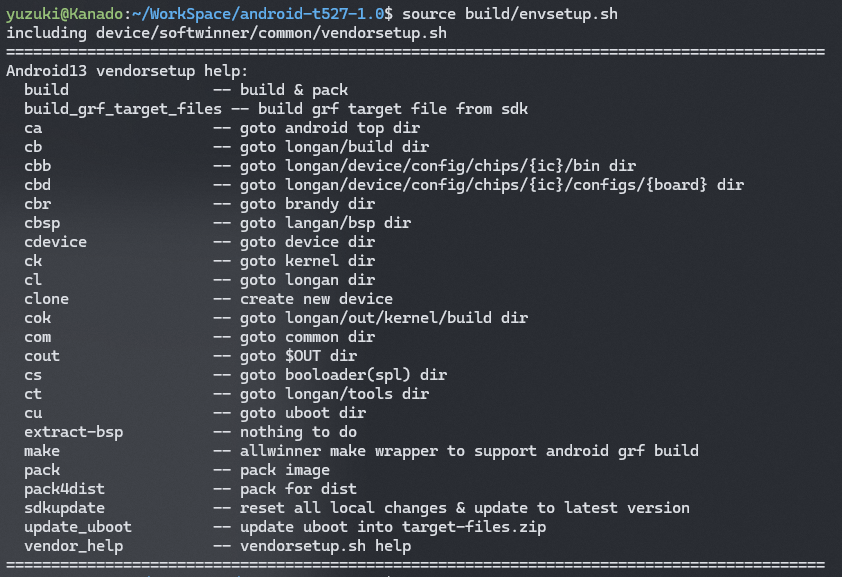 yuzuki@Kanado:~/WorkSpace/android-t527-1.0$ source build/envsetup.sh
including device/softwinner/common/vendorsetup.sh
===========================================================================================
Android13 vendorsetup help:
  build                -- build & pack
  build_grf_target_files -- build grf target file from sdk
  ca                   -- goto android top dir
  cb                   -- goto longan/build dir
  cbb                  -- goto longan/device/config/chips/{ic}/bin dir
  cbd                  -- goto longan/device/config/chips/{ic}/configs/{board} dir
  cbr                  -- goto brandy dir
  cbsp                 -- goto langan/bsp dir
  cdevice              -- goto device dir
  ck                   -- goto kernel dir
  cl                   -- goto longan dir
  clone                -- create new device
  cok                  -- goto longan/out/kernel/build dir
  com                  -- goto common dir
  cout                 -- goto $OUT dir
  cs                   -- goto booloader(spl) dir
  ct                   -- goto longan/tools dir
  cu                   -- goto uboot dir
  extract-bsp          -- nothing to do
  make                 -- allwinner make wrapper to support android grf build
  pack                 -- pack image
  pack4dist            -- pack for dist
  sdkupdate            -- reset all local changes & update to latest version
  update_uboot         -- update uboot into target-files.zip
  vendor_help          -- vendorsetup.sh help
===========================================================================================